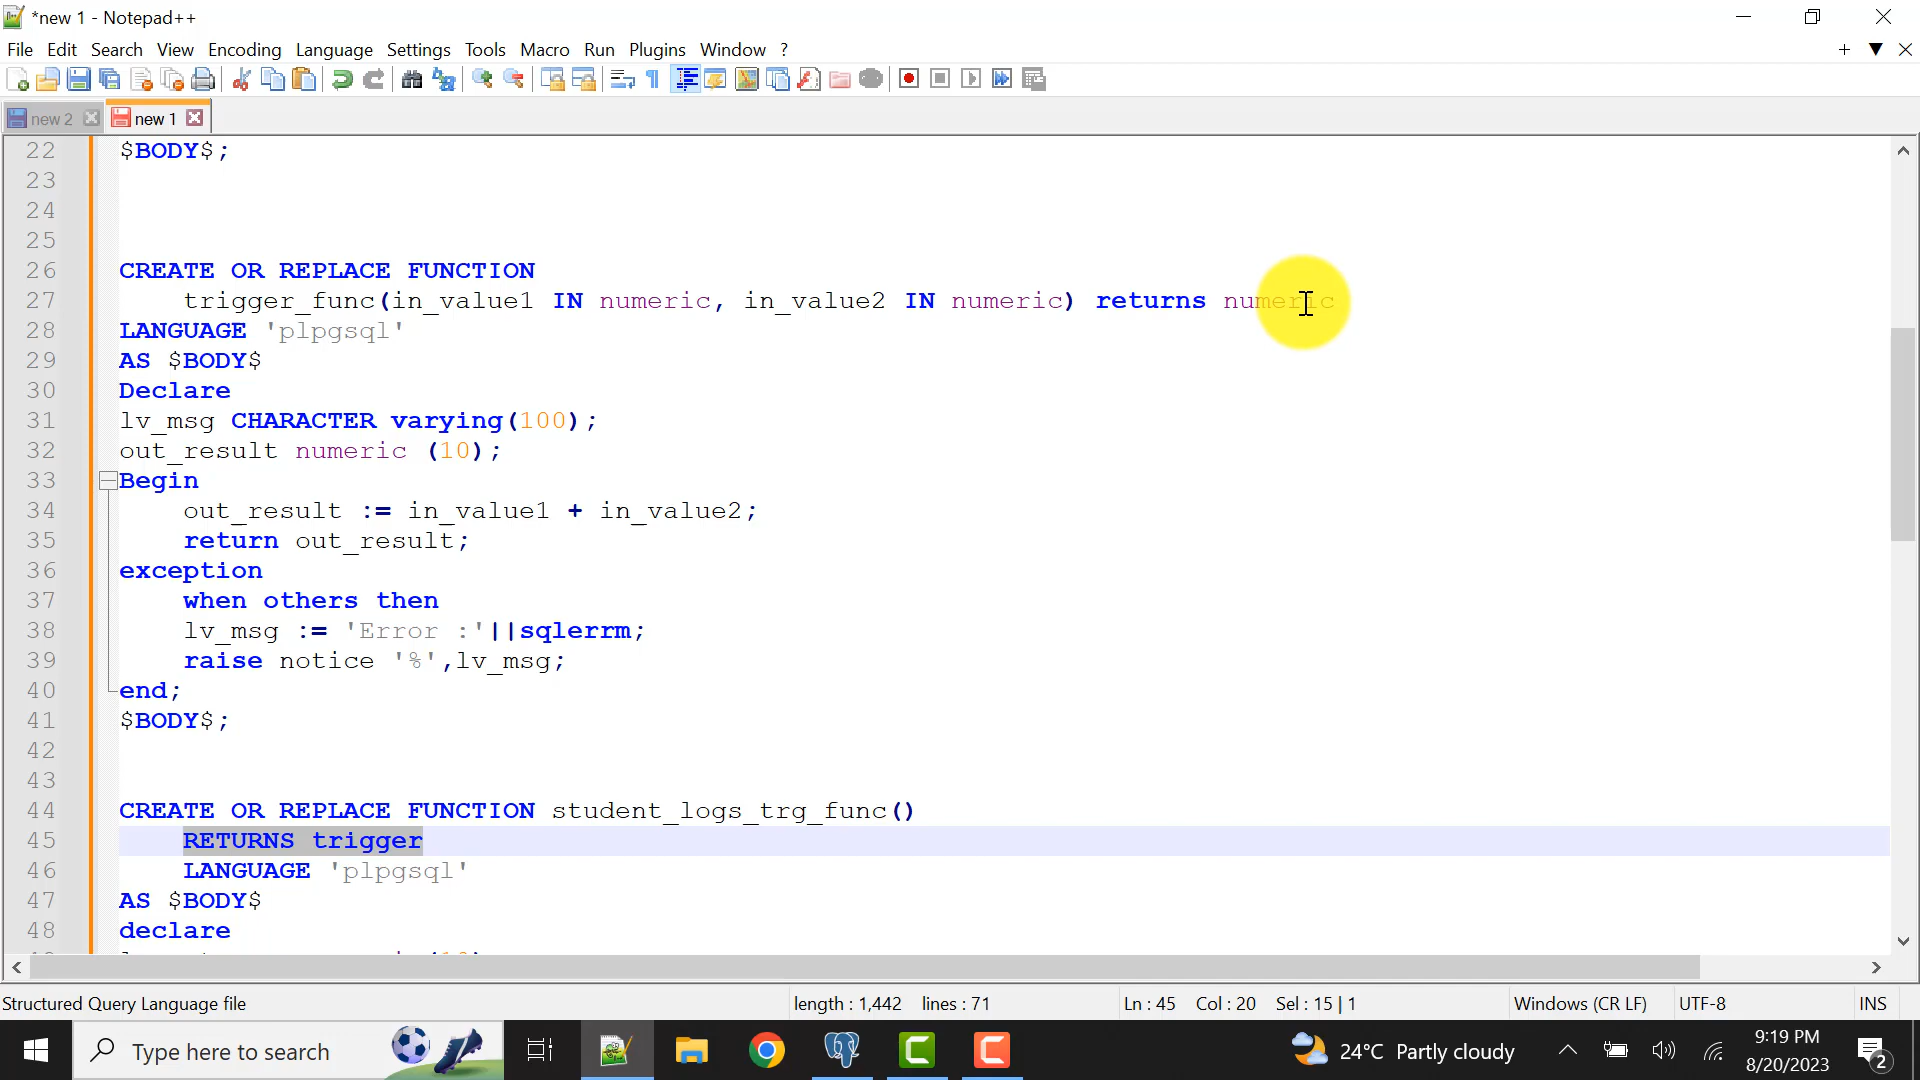 *new 1 - Notepad++
File Edit Search View Encoding Language Settings Tools Macro Run Plugins Window ?
new 2 new 1
22 $BODY$;
23
24
25
26 CREATE OR REPLACE FUNCTION
27 trigger_func(in_value1 IN numeric, in_value2 IN numeric) returns numeric
28 LANGUAGE 'plpgsql'
29 AS $BODY$
30 Declare
31 lv_msg CHARACTER varying(100);
32 out_result numeric (10);
33 Begin
34 out_result := in_value1 + in_value2;
35 return out_result;
36 exception
37 when others then
38 lv_msg := 'Error :'||sqlerrm;
39 raise notice '%',lv_msg;
40 end;
41 $BODY$;
42
43
44 CREATE OR REPLACE FUNCTION student_logs_trg_func()
45 RETURNS trigger
46 LANGUAGE 'plpgsql'
47 AS $BODY$
48 declare
Structured Query Language file length : 1,442 lines : 71 Ln : 45 Col : 20 Sel : 15 | 1 Windows (CR LF) UTF-8 INS
Type here to search 24°C Partly cloudy 9:19 PM
8/20/2023 2